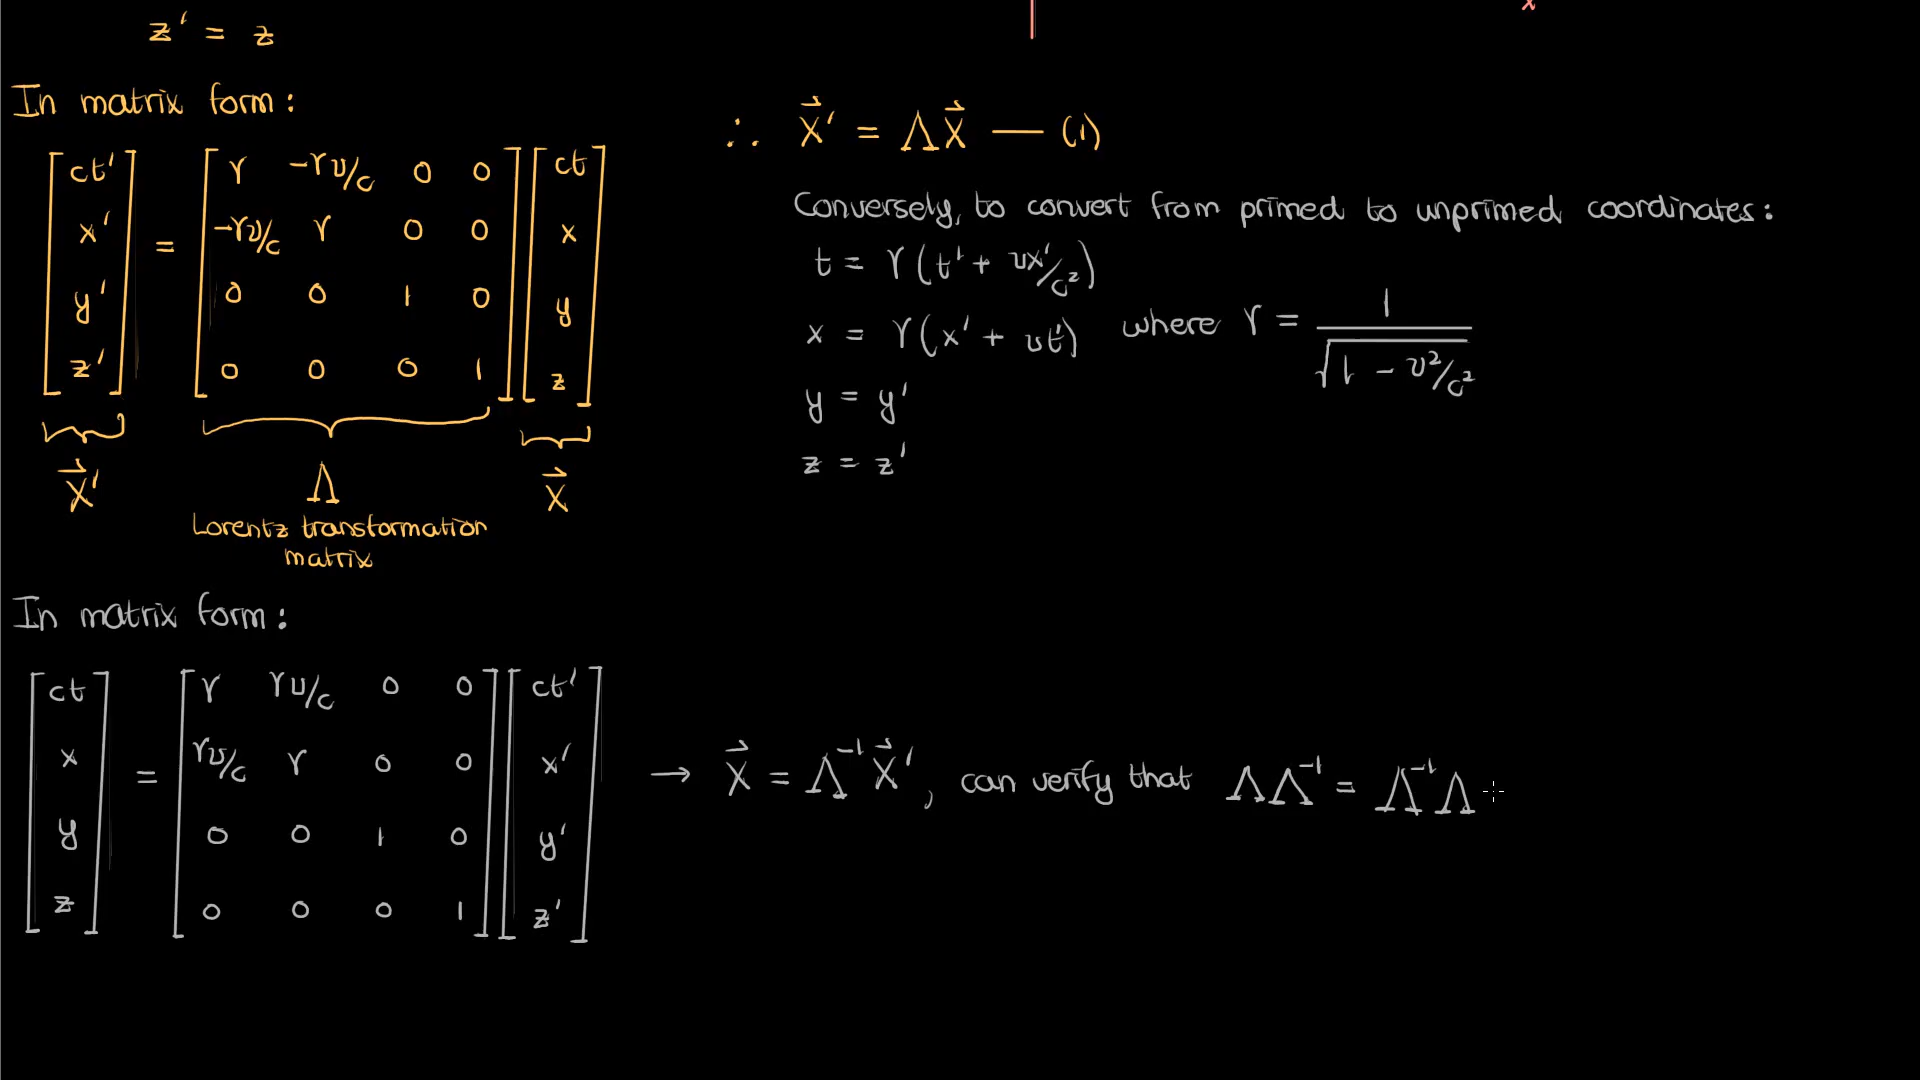 z' = z
In matrix form:
[ct' x' y' z'] = [γ -γv/c 0 0
-γv/c γ 0 0
0 0 1 0
0 0 0 1] [ct x y z]
X⃗' Λ X⃗
Lorentz transformation
matrix
x
∴ X⃗' = ΛX⃗ — (1)
Conversely, to convert from primed to unprimed coordinates:
t = γ(t' + vx'/c²)
x = γ(x' + vt') where γ = 1/√(1 - v²/c²)
y = y'
z = z'
In matrix form:
[ct x y z] = [γ γv/c 0 0
γv/c γ 0 0
0 0 1 0
0 0 0 1] [ct' x' y' z']
→ X⃗ = Λ⁻¹X⃗', can verify that ΛΛ⁻¹ = Λ⁻¹Λ